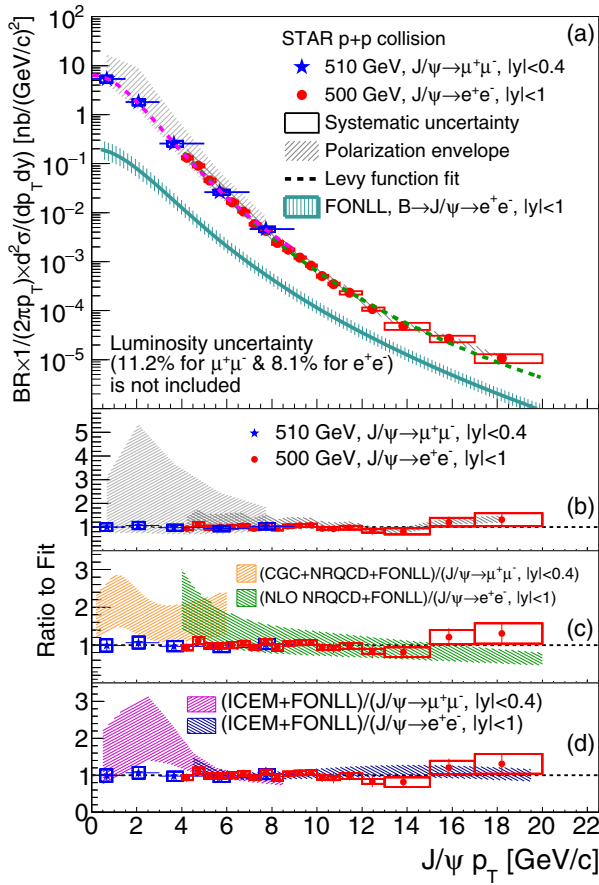 BR×1/(2πp_T)×d²σ/(dp_Tdy) [nb/(GeV/c)²]
10²
10
1
10⁻¹
10⁻²
10⁻³
10⁻⁴
10⁻⁵
STAR p+p collision
(a)
510 GeV, J/ψ→μ⁺μ⁻, |y|<0.4
500 GeV, J/ψ→e⁺e⁻, |y|<1
Systematic uncertainty
Polarization envelope
Levy function fit
FONLL, B→J/ψ→e⁺e⁻, |y|<1
Luminosity uncertainty
(11.2% for μ⁺μ⁻ & 8.1% for e⁺e⁻)
is not included
Ratio to Fit
5
4
3
2
1
510 GeV, J/ψ→μ⁺μ⁻, |y|<0.4
500 GeV, J/ψ→e⁺e⁻, |y|<1
(b)
3
2
1
(CGC+NRQCD+FONLL)/(J/ψ→μ⁺μ⁻, |y|<0.4)
(NLO NRQCD+FONLL)/(J/ψ→e⁺e⁻, |y|<1)
(c)
3
2
1
0
(ICEM+FONLL)/(J/ψ→μ⁺μ⁻, |y|<0.4)
(ICEM+FONLL)/(J/ψ→e⁺e⁻, |y|<1)
(d)
0 2 4 6 8 10 12 14 16 18 20 22
J/ψ p_T [GeV/c]